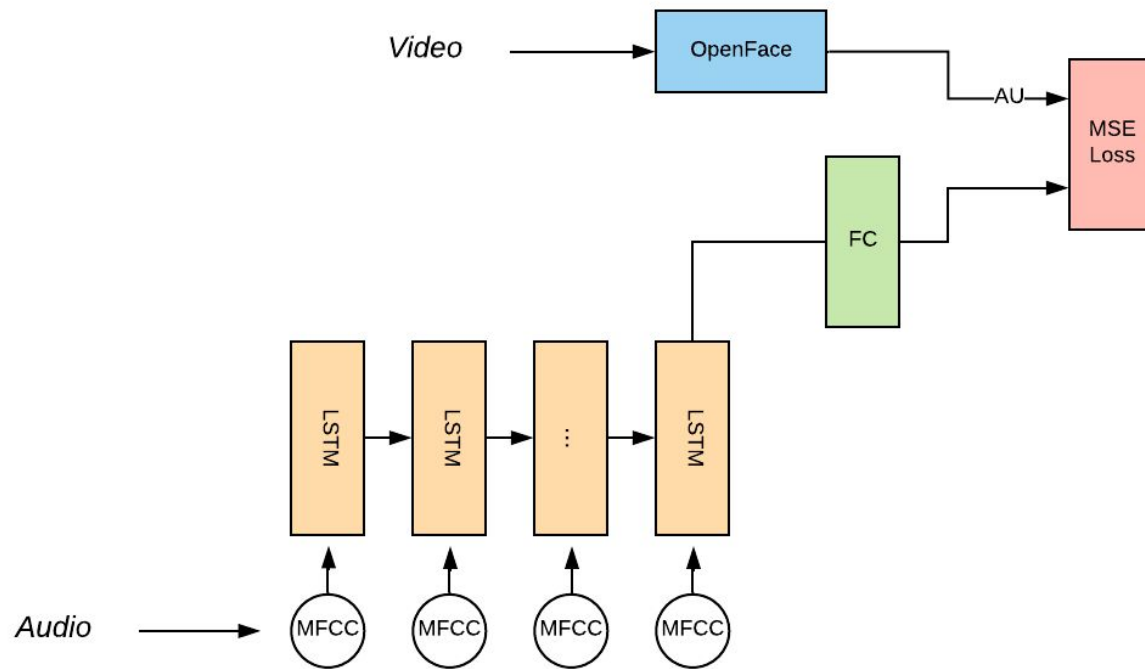 Video
OpenFace
AU
MSE
Loss
FC
LSTM
LSTM
...
LSTM
Audio
MFCC
MFCC
MFCC
MFCC